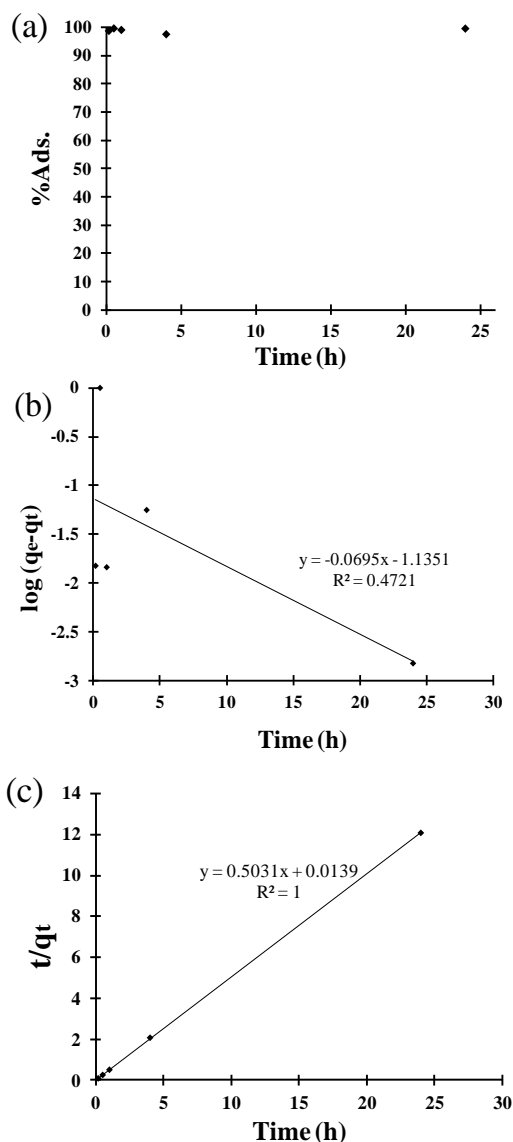 (a)
100
90
80
70
60
50
40
30
20
10
0
%Ads.
0 5 10 15 20 25
Time (h)
(b)
0
-0.5
-1
-1.5
-2
-2.5
-3
log (qe-qt)
y = -0.0695x - 1.1351
R² = 0.4721
0 5 10 15 20 25 30
Time (h)
(c)
14
12
10
8
6
4
2
0
t/qt
y = 0.5031x + 0.0139
R² = 1
0 5 10 15 20 25 30
Time (h)